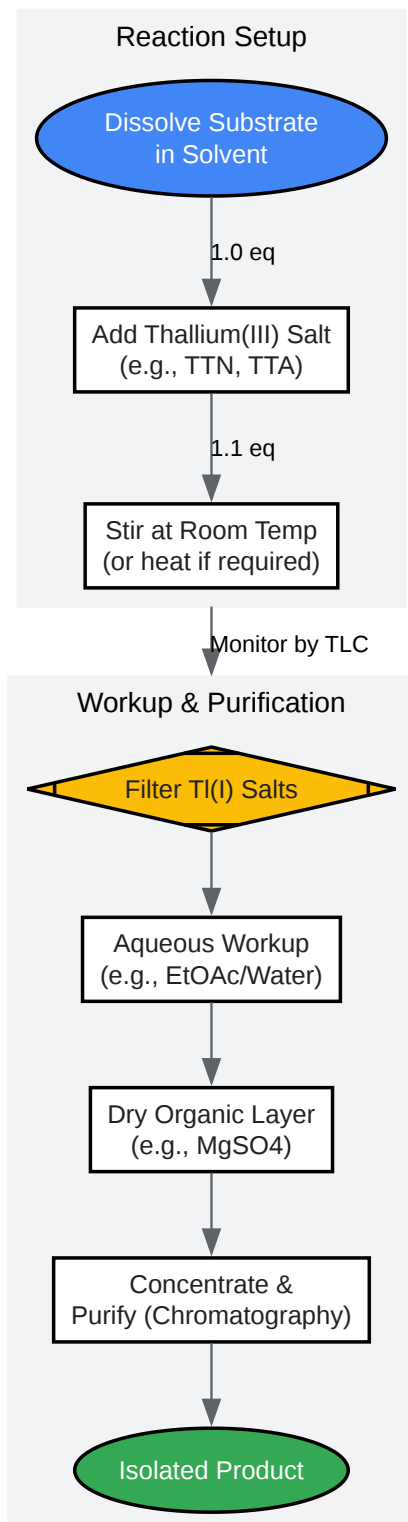 Reaction Setup
Dissolve Substrate
in Solvent
1.0 eq
Add Thallium(III) Salt
(e.g., TTN, TTA)
1.1 eq
Stir at Room Temp
(or heat if required)
Monitor by TLC
Workup & Purification
Filter Tl(I) Salts
Aqueous Workup
(e.g., EtOAc/Water)
Dry Organic Layer
(e.g., MgSO4)
Concentrate &
Purify (Chromatography)
Isolated Product